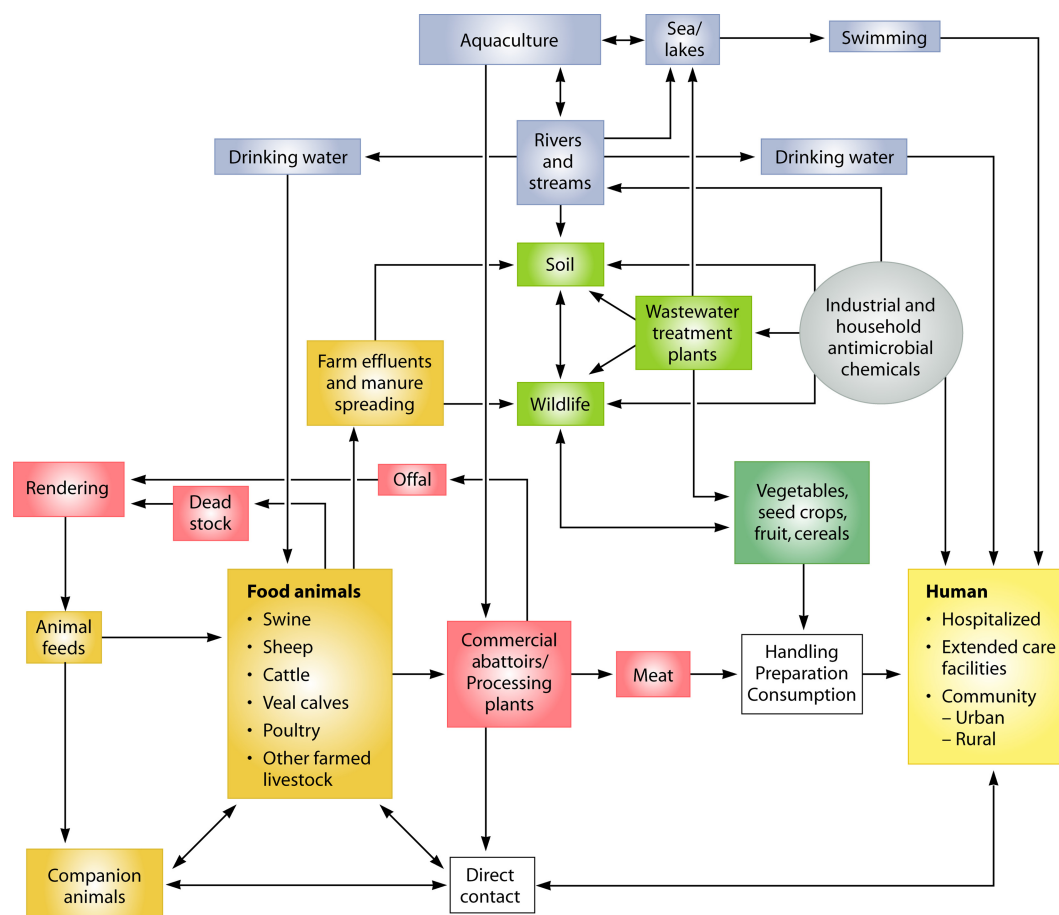 Aquaculture
Sea/
lakes
Swimming
Drinking water
Rivers
and
streams
Drinking water
Soil
Industrial and
household
antimicrobial
chemicals
Wastewater
treatment
plants
Farm effluents
and manure
spreading
Wildlife
Rendering
Offal
Dead
stock
Vegetables,
seed crops,
fruit, cereals
Animal
feeds
Food animals
• Swine
• Sheep
• Cattle
• Veal calves
• Poultry
• Other farmed
livestock
Commercial
abattoirs/
Processing
plants
Meat
Handling
Preparation
Consumption
Human
• Hospitalized
• Extended care
facilities
• Community
– Urban
– Rural
Companion
animals
Direct
contact